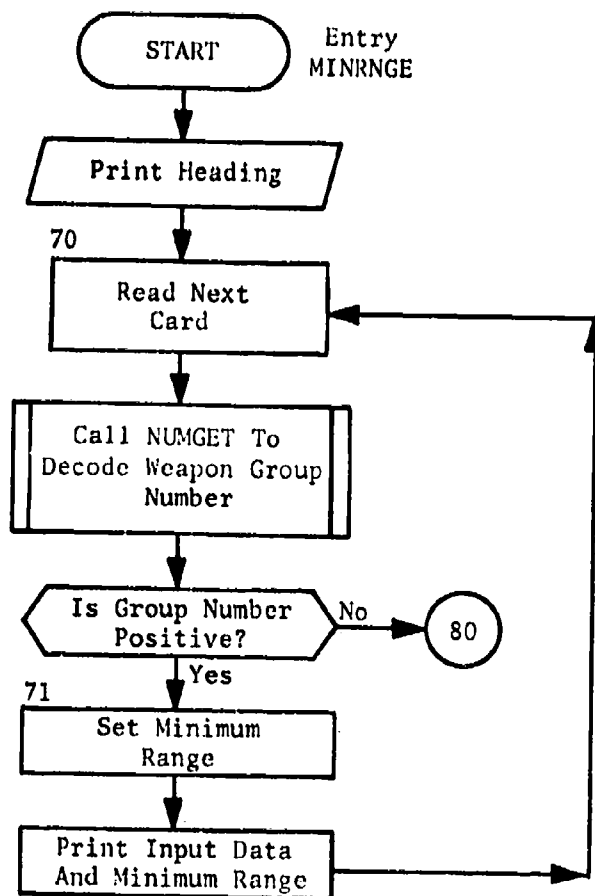 START
Entry
MINRNGE
Print Heading
70
Read Next
Card
Call NUMGET To
Decode Weapon Group
Number
Is Group Number
Positive?
No
80
Yes
71
Set Minimum
Range
Print Input Data
And Minimum Range